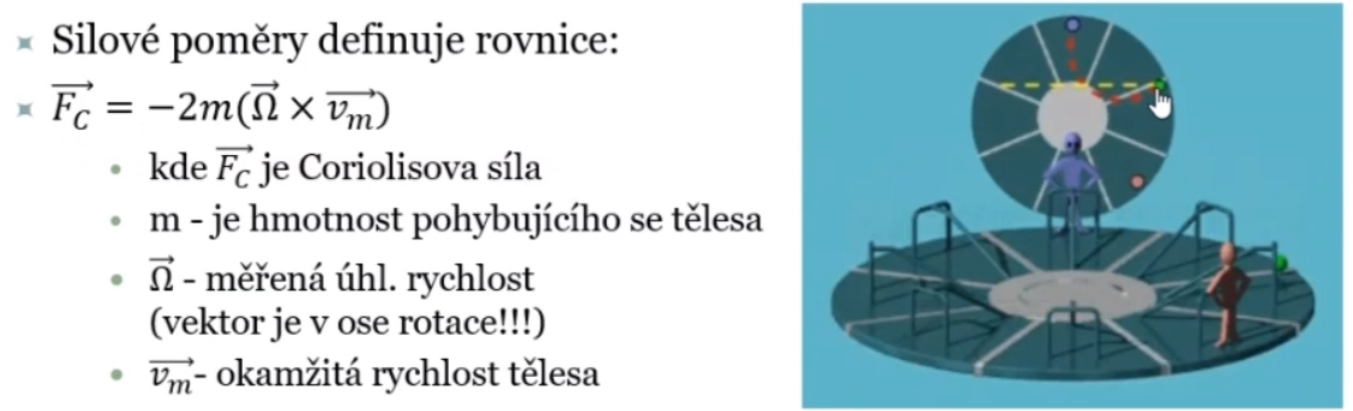 Silové poměry definuje rovnice:
$\overrightarrow{F_C} = -2m(\overrightarrow{\Omega} \times \overrightarrow{v_m})$
kde $\overrightarrow{F_C}$ je Coriolisova síla
m - je hmotnost pohybujícího se tělesa
$\overrightarrow{\Omega}$ - měřená úhl. rychlost
(vektor je v ose rotace!!!)
$\overrightarrow{v_m}$- okamžitá rychlost tělesa